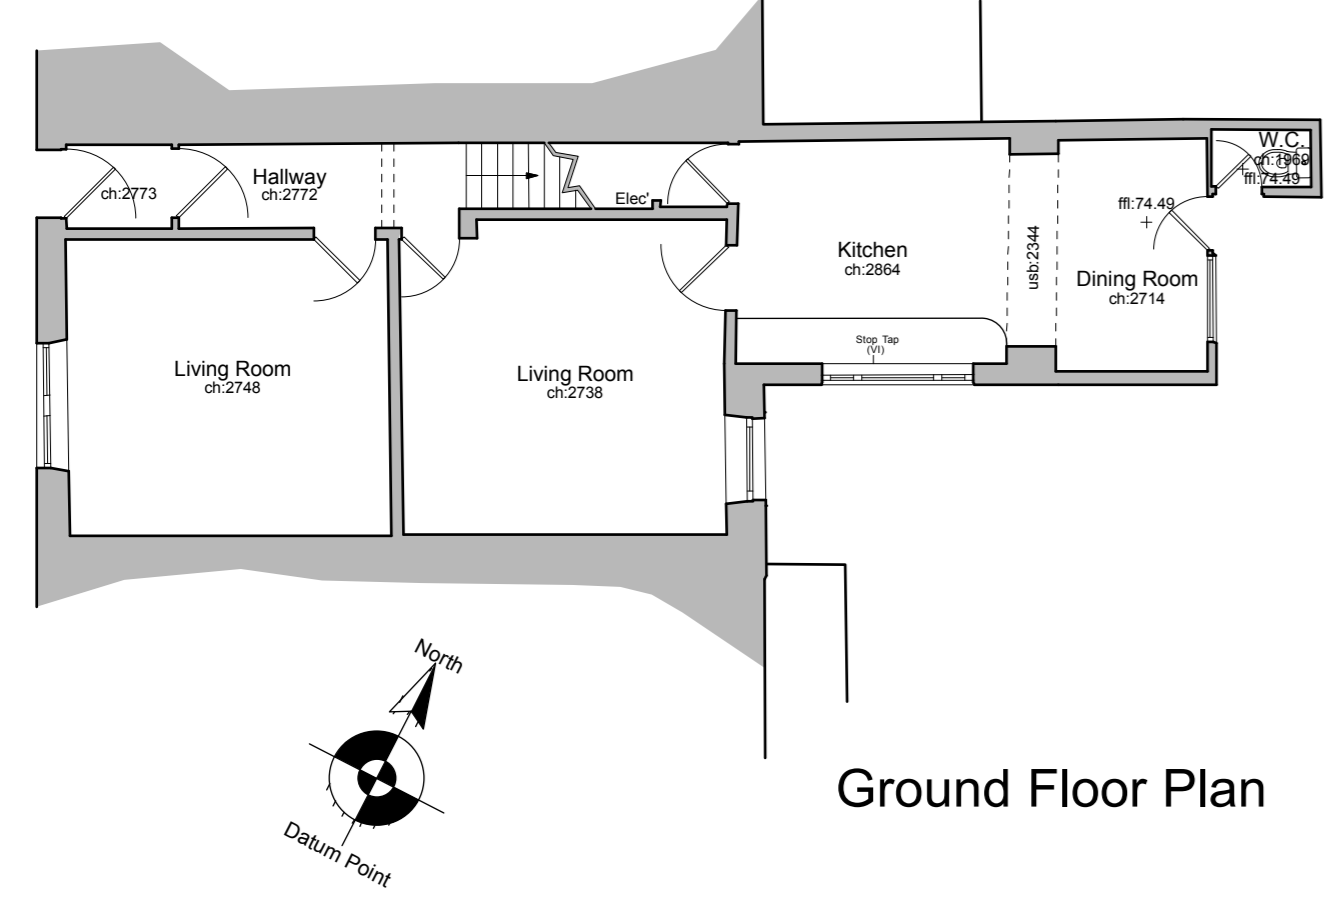 W.C.
ch:1969
ffl:74.49
Hallway
ch:2772
ch:2773
Elec'
ffl:74.49
usb:2344
Kitchen
ch:2864
Dining Room
ch:2714
Stop Tap
(VI)
Living Room
ch:2748
Living Room
ch:2738
North
Datum Point
Ground Floor Plan